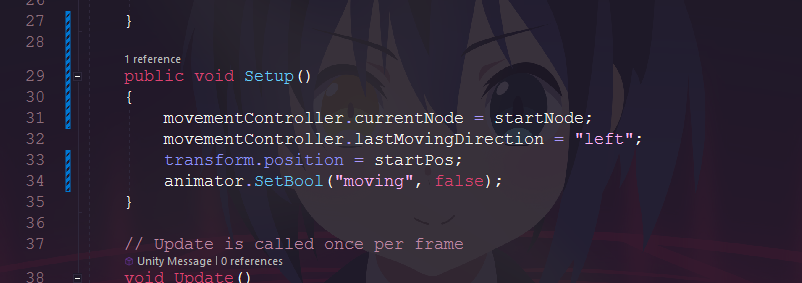 27 }
28
1 reference
29 - public void Setup()
30 {
31 movementController.currentNode = startNode;
32 movementController.lastMovingDirection = "left";
33 transform.position = startPos;
34 animator.SetBool("moving", false);
35 }
36
37 // Update is called once per frame
Unity Message | 0 references
38 - void Update()